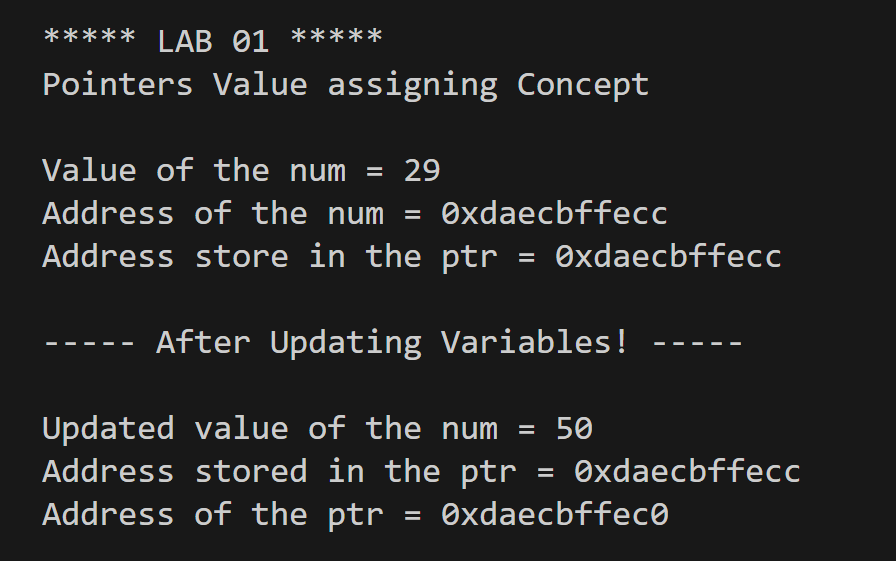 ***** LAB 01 *****
Pointers Value assigning Concept
Value of the num = 29
Address of the num = 0xdaecbffecc
Address store in the ptr = 0xdaecbffecc
----- After Updating Variables! -----
Updated value of the num = 50
Address stored in the ptr = 0xdaecbffecc
Address of the ptr = 0xdaecbffec0